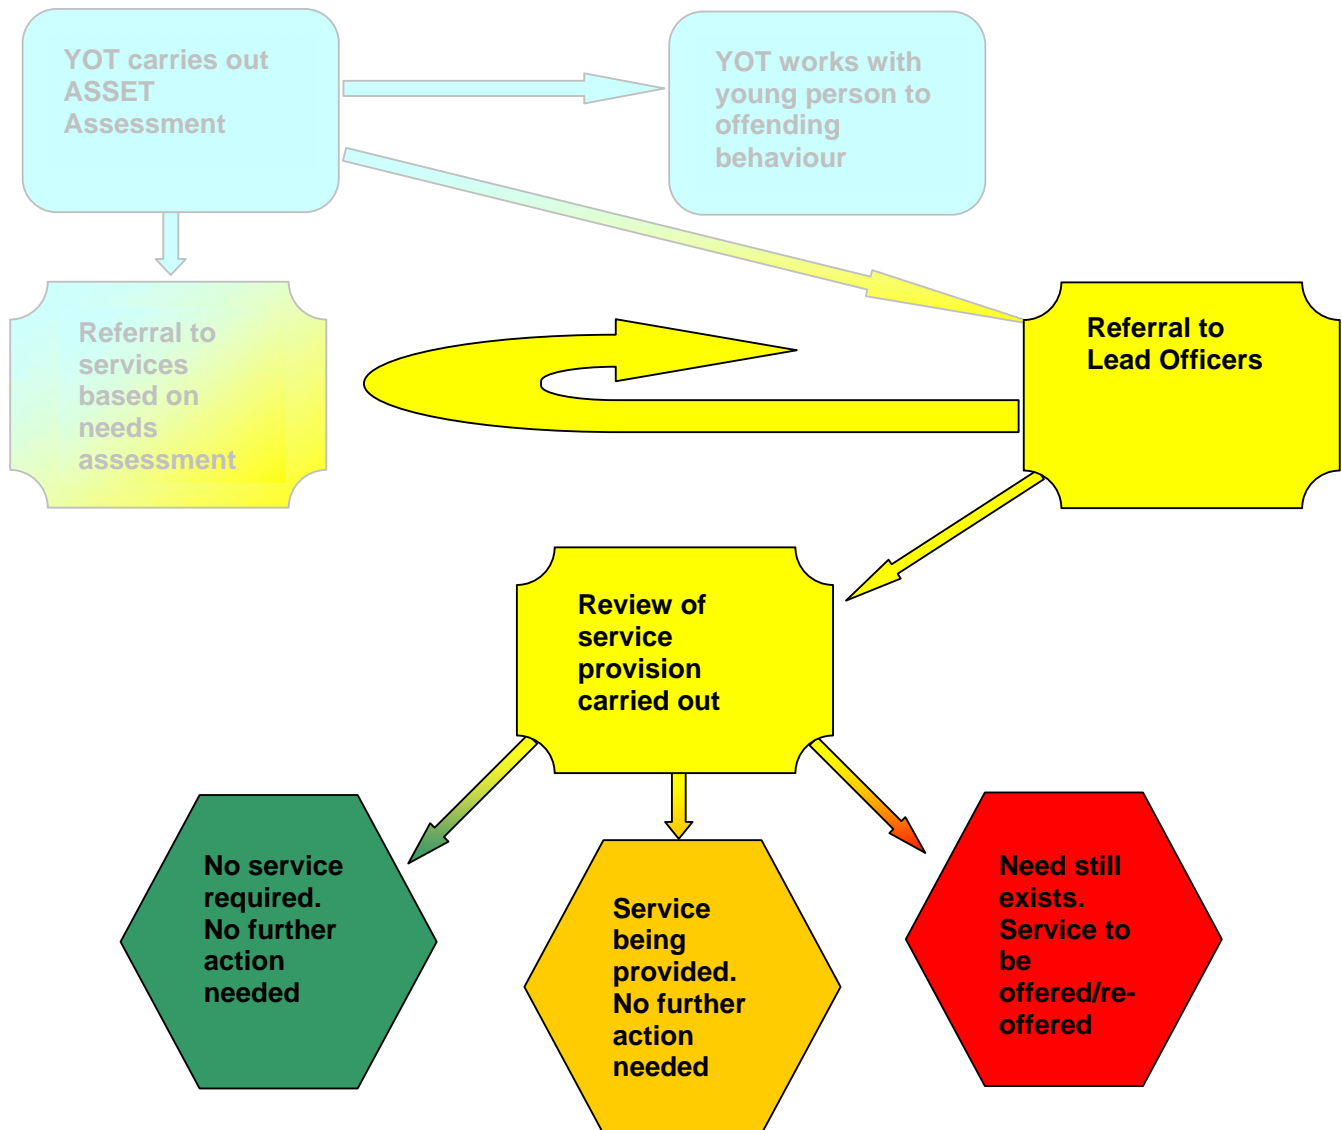 YOT carries out
ASSET
Assessment
YOT works with
young person to
offending
behaviour
Referral to
services
based on
needs
assessment
Referral to
Lead Officers
Review of
service
provision
carried out
No service
required.
No further
action
needed
Service
being
provided.
No further
action
needed
Need still
exists.
Service to
be
offered/re-
offered